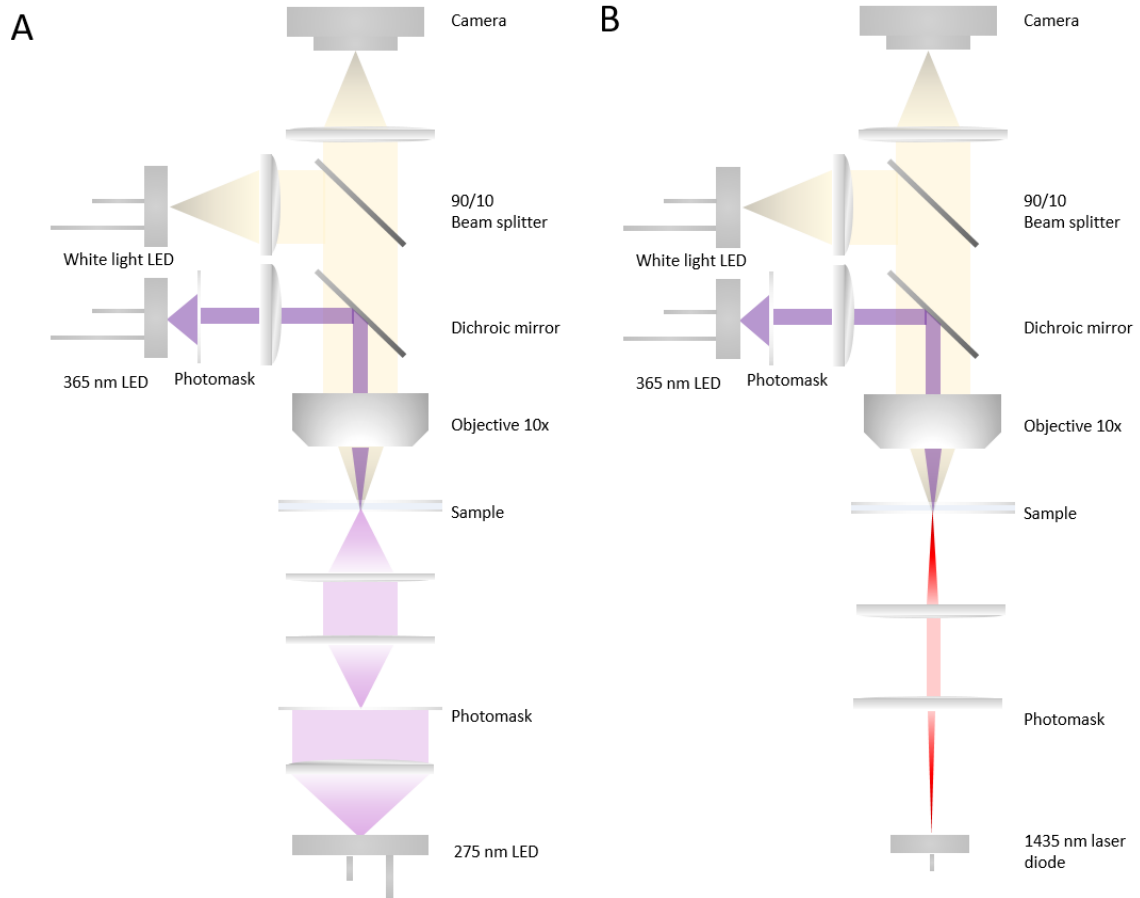 A
Camera
90/10
Beam splitter
White light LED
Dichroic mirror
365 nm LED
Photomask
Objective 10x
Sample
Photomask
275 nm LED
B
Camera
90/10
Beam splitter
White light LED
Dichroic mirror
365 nm LED
Photomask
Objective 10x
Sample
Photomask
1435 nm laser
diode